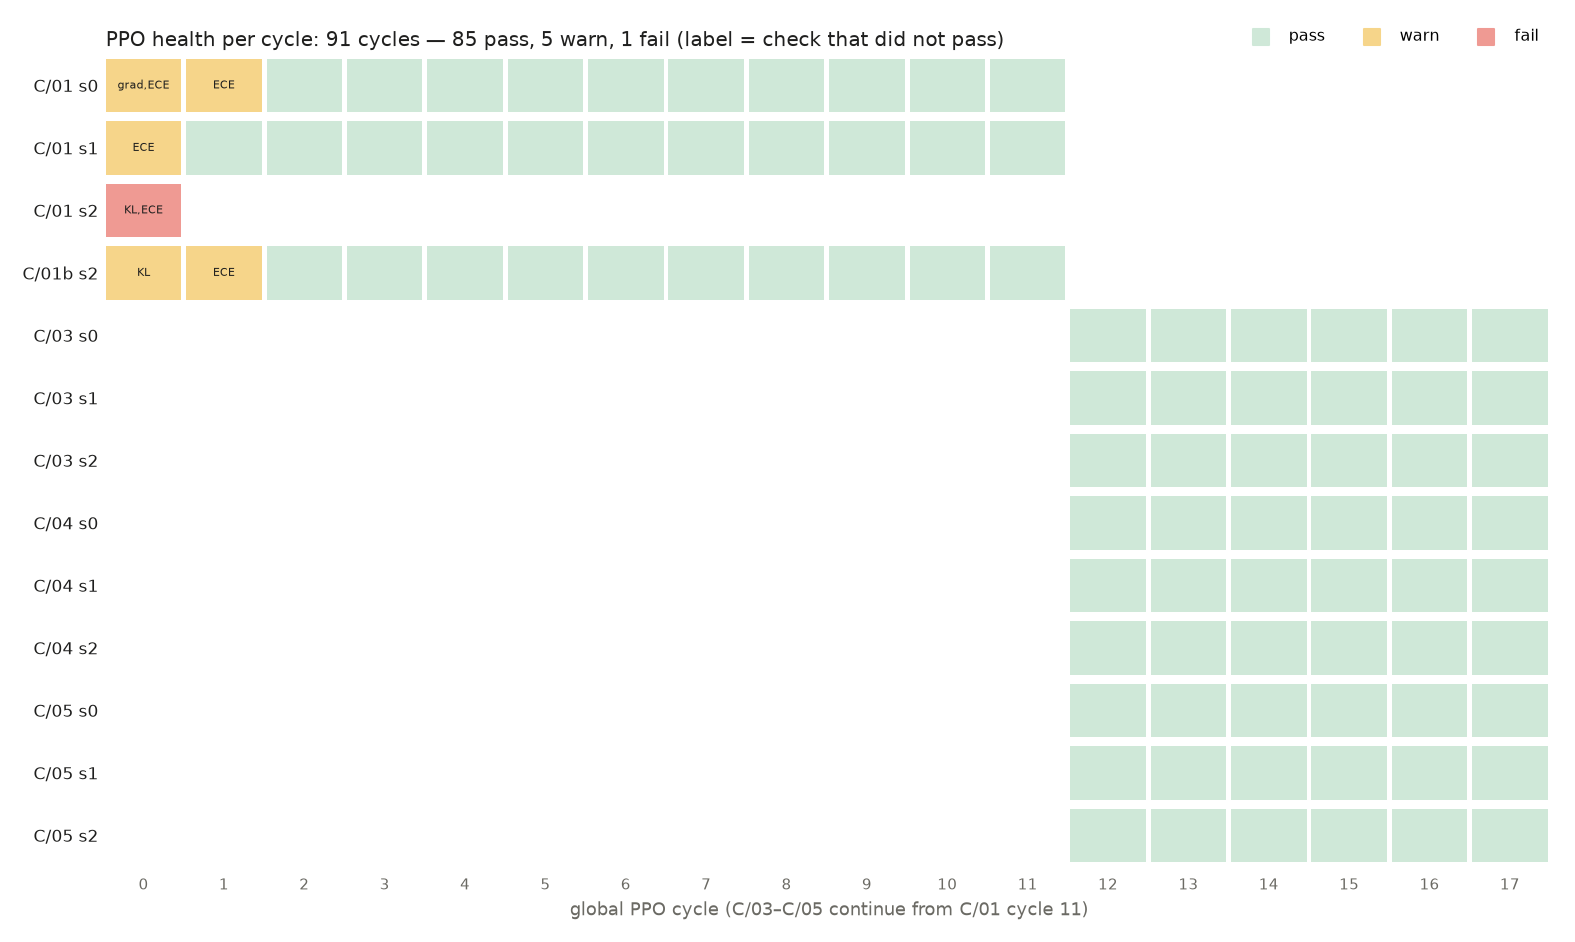 PPO health per cycle: 91 cycles — 85 pass, 5 warn, 1 fail (label = check that did not pass)
pass warn fail
C/01 s0 grad,ECE ECE
C/01 s1 ECE
C/01 s2 KL,ECE
C/01b s2 KL ECE
C/03 s0
C/03 s1
C/03 s2
C/04 s0
C/04 s1
C/04 s2
C/05 s0
C/05 s1
C/05 s2
0 1 2 3 4 5 6 7 8 9 10 11 12 13 14 15 16 17
global PPO cycle (C/03–C/05 continue from C/01 cycle 11)